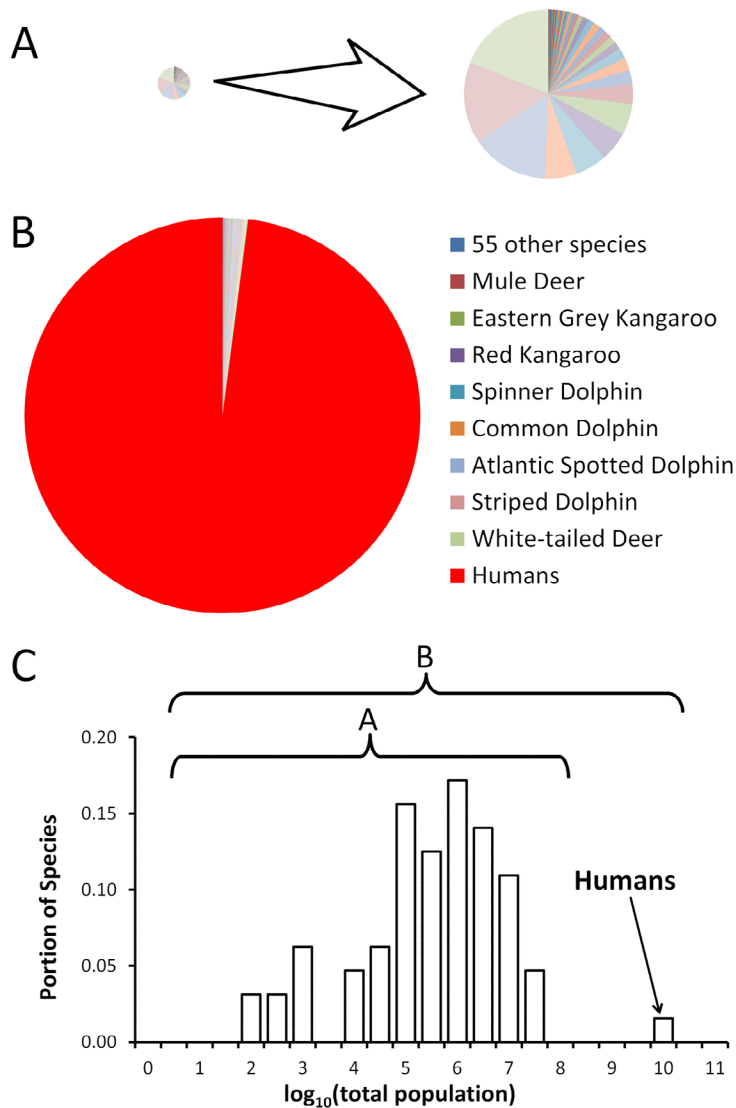 A
B
55 other species
Mule Deer
Eastern Grey Kangaroo
Red Kangaroo
Spinner Dolphin
Common Dolphin
Atlantic Spotted Dolphin
Striped Dolphin
White-tailed Deer
Humans
C
B
A
0.20
0.15
0.10
0.05
0.00
Portion of Species
Humans
0 1 2 3 4 5 6 7 8 9 10 11
log₁₀(total population)